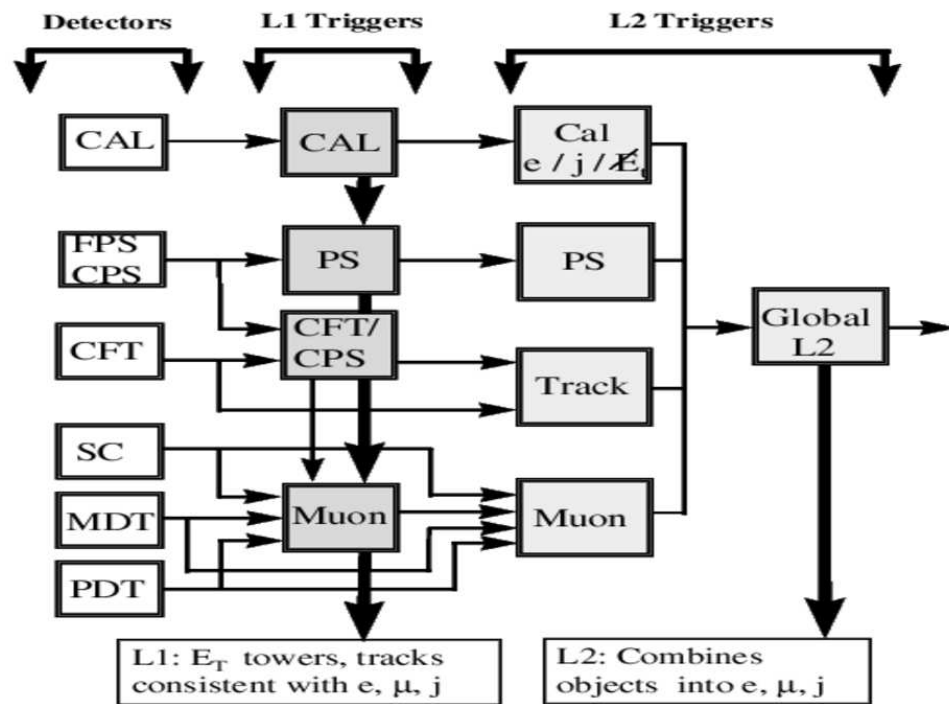 Detectors
L1 Triggers
L2 Triggers
CAL
CAL
Cal
e / j / E̸t
FPS
CPS
PS
PS
CFT
CFT/
CPS
Track
Global
L2
SC
MDT
PDT
Muon
Muon
L1: ET towers, tracks
consistent with e, μ, j
L2: Combines
objects into e, μ, j